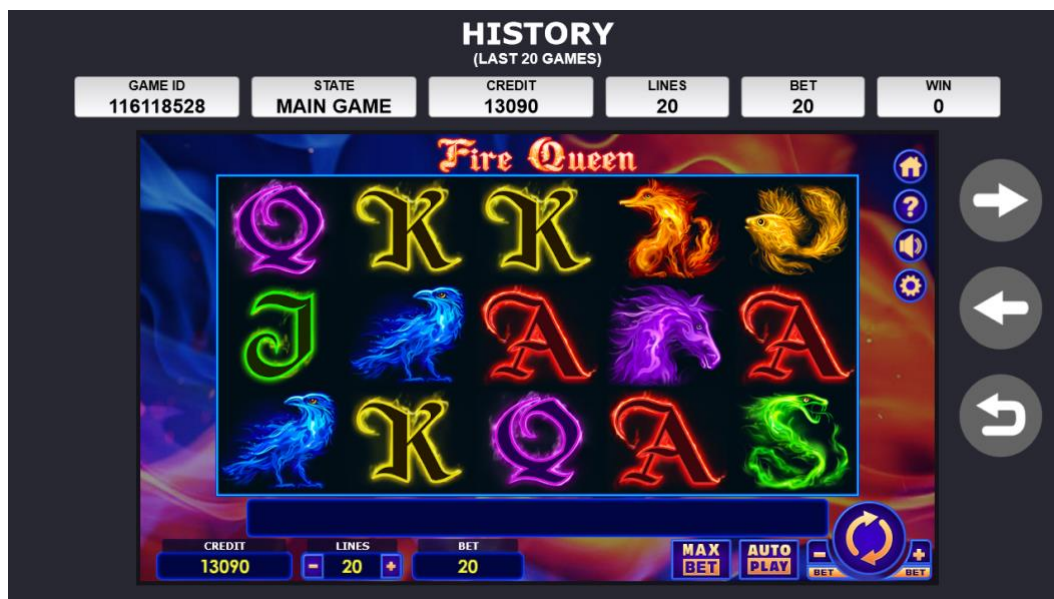 HISTORY
(LAST 20 GAMES)
GAME ID
116118528
STATE
MAIN GAME
CREDIT
13090
LINES
20
BET
20
WIN
0
Fire Queen
?
Q K K
J A A
K Q A
CREDIT
13090
LINES
- 20 +
BET
20
MAX
BET
AUTO
PLAY
-
BET
+
BET